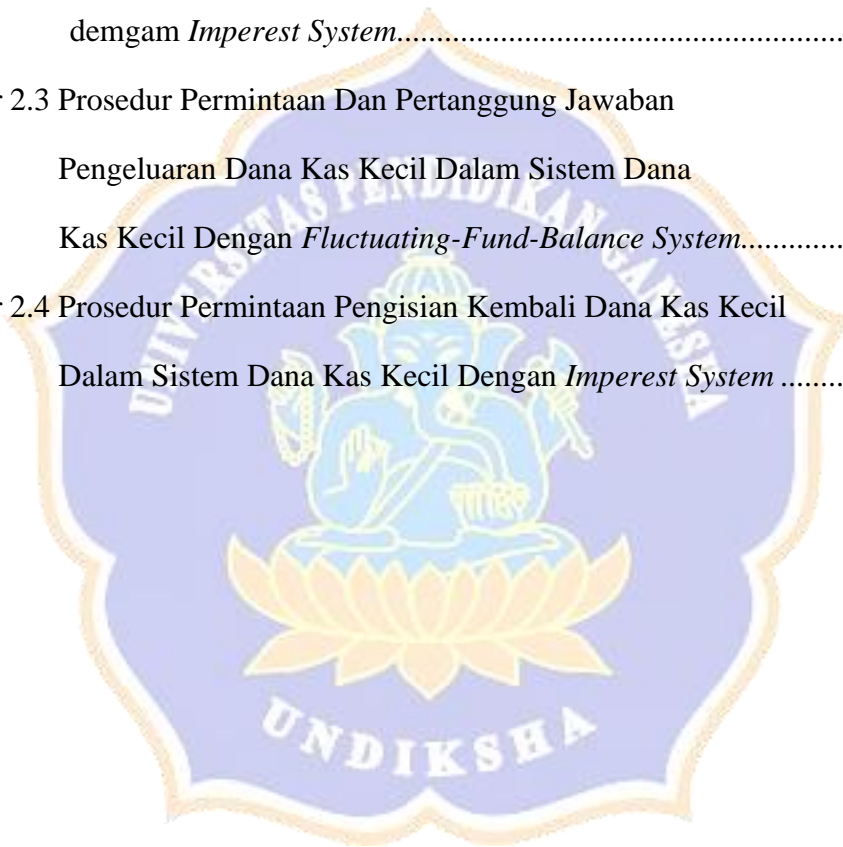 demgam Imperest System..........................................................
r 2.3 Prosedur Permintaan Dan Pertanggung Jawaban
Pengeluaran Dana Kas Kecil Dalam Sistem Dana
Kas Kecil Dengan Fluctuating-Fund-Balance System.............
r 2.4 Prosedur Permintaan Pengisian Kembali Dana Kas Kecil
Dalam Sistem Dana Kas Kecil Dengan Imperest System ........
UNIVERSITAS PENDIDIKAN GANESHA
UNDIKSHA